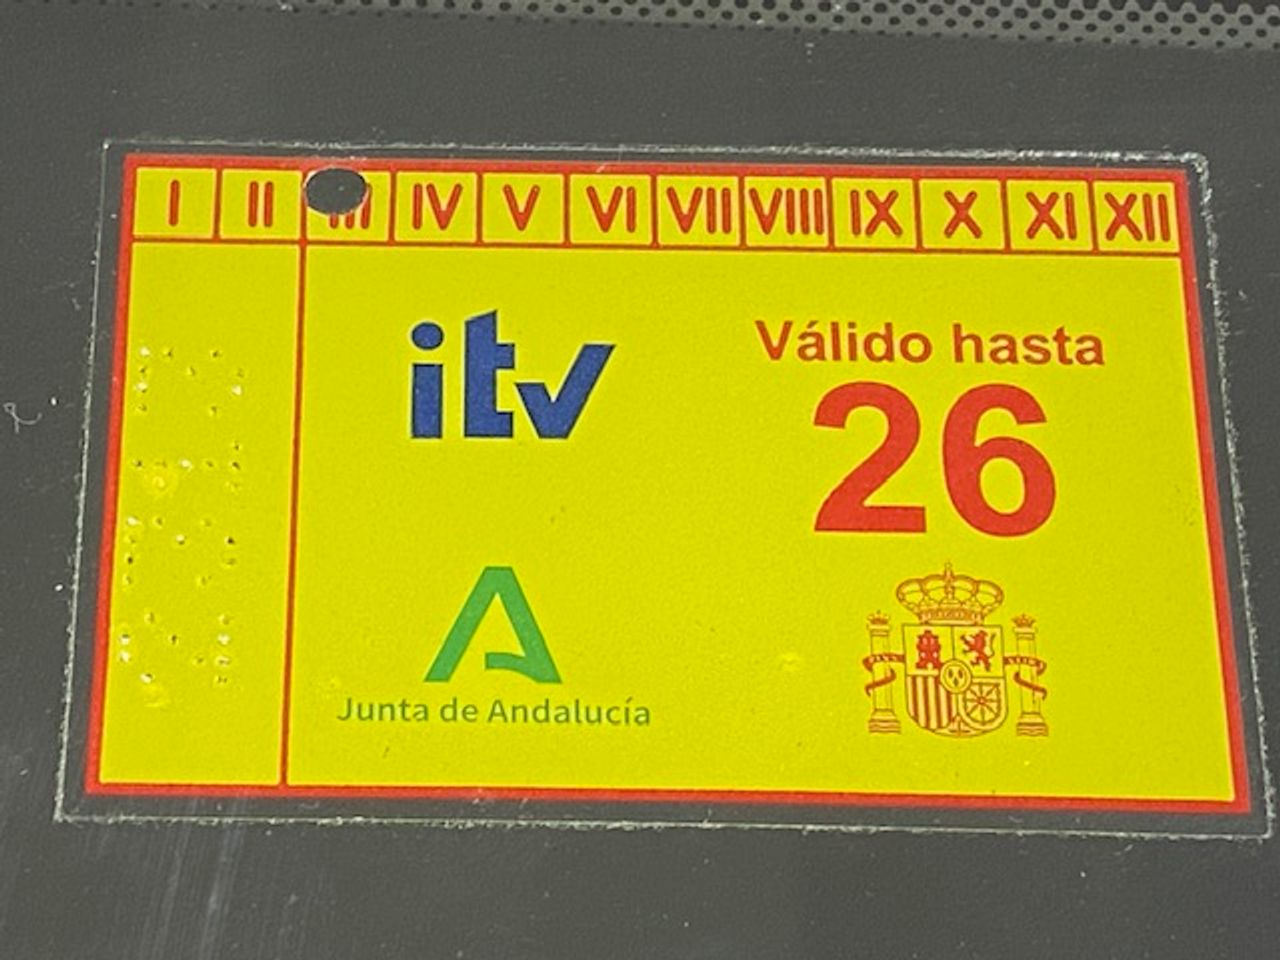 I II III IV V VI VII VIII IX X XI XII
itv
Válido hasta
26
Junta de Andalucía